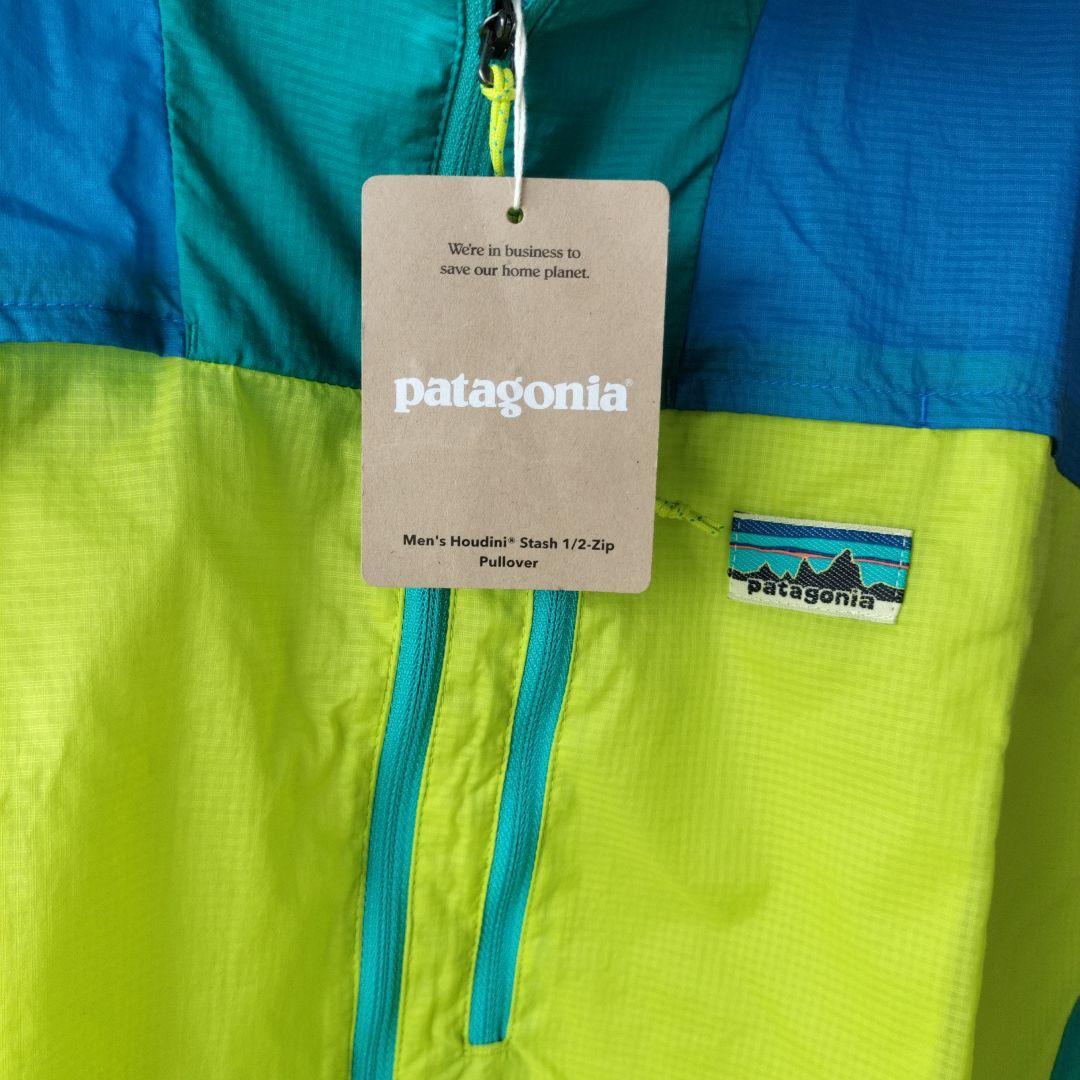 We're in business to
save our home planet.
patagonia®
Men's Houdini® Stash 1/2-Zip
Pullover
patagonia